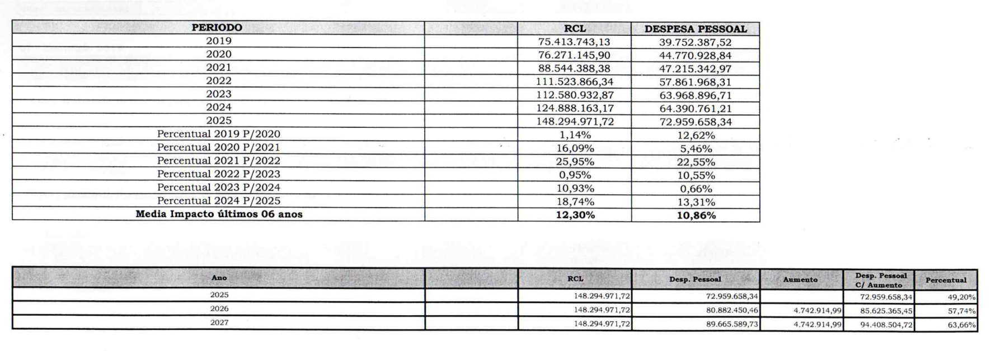 PERIODO RCL DESPESA PESSOAL
2019 75.413.743,13 39.752.387,52
2020 76.271.145,90 44.770.928,84
2021 88.544.388,38 47.215.342,97
2022 111.523.866,34 57.861.968,31
2023 112.580.932,87 63.968.896,71
2024 124.888.163,17 64.390.761,21
2025 148.294.971,72 72.959.658,34
Percentual 2019 P/2020 1,14% 12,62%
Percentual 2020 P/2021 16,09% 5,46%
Percentual 2021 P/2022 25,95% 22,55%
Percentual 2022 P/2023 0,95% 10,55%
Percentual 2023 P/2024 10,93% 0,66%
Percentual 2024 P/2025 18,74% 13,31%
Media Impacto últimos 06 anos 12,30% 10,86%
Ano RCL Desp. Pessoal Aumento Desp. Pessoal C/ Aumento Percentual
2025 148.294.971,72 72.959.658,34 72.959.658,34 49,20%
2026 148.294.971,72 80.882.450,46 4.742.914,99 85.625.365,45 57,74%
2027 148.294.971,72 89.665.589,73 4.742.914,99 94.408.504,72 63,66%